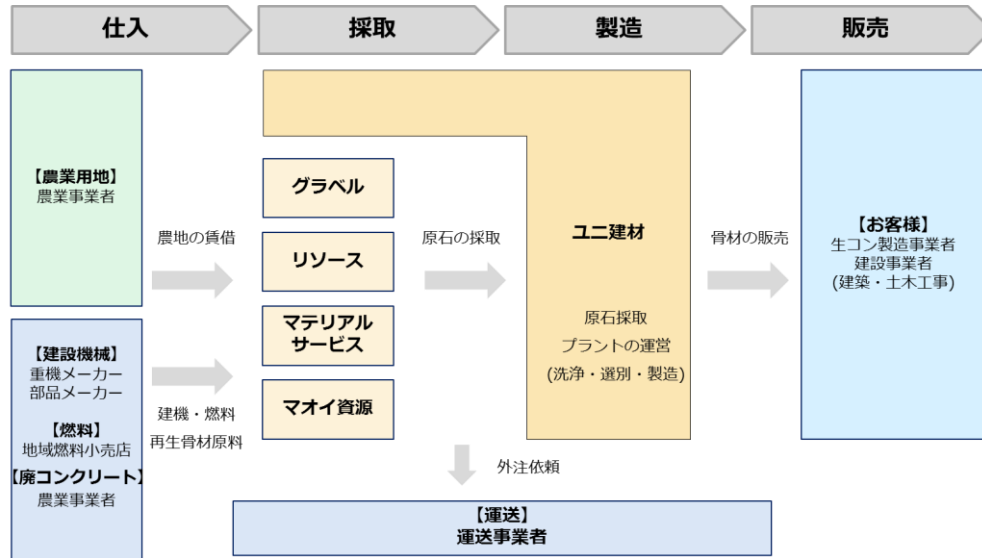 仕入
採取
製造
販売
【農業用地】
農業事業者
農地の賃借
【建設機械】
重機メーカー
部品メーカー
【燃料】
地域燃料小売店
【廃コンクリート】
農業事業者
建機・燃料
再生骨材原料
グラベル
リソース
マテリアル
サービス
マオイ資源
原石の採取
ユニ建材
原石採取
プラントの運営
(洗浄・選別・製造)
骨材の販売
【お客様】
生コン製造事業者
建設事業者
(建築・土木工事)
外注依頼
【運送】
運送事業者